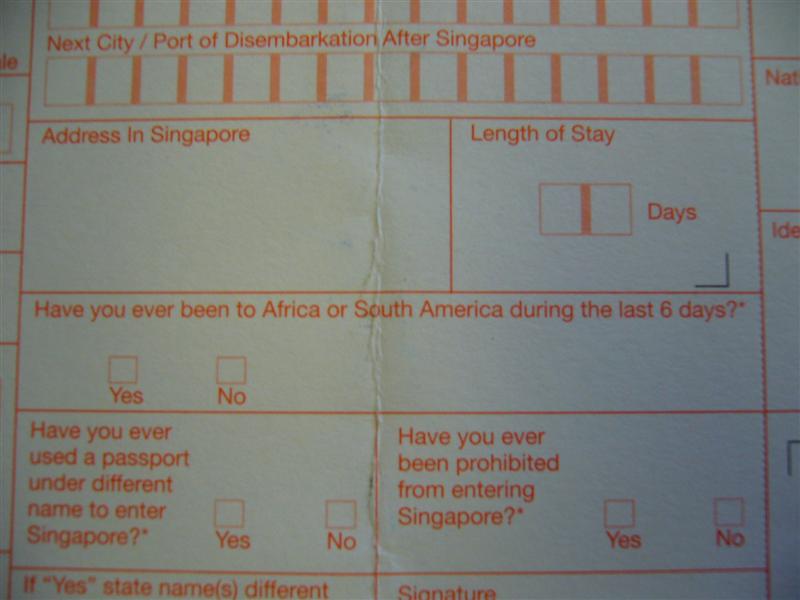 Next City / Port of Disembarkation After Singapore
Address In Singapore
Length of Stay
Nat
Days
Ide
Have you ever been to Africa or South America during the last 6 days?*
Yes
No
Have you ever
used a passport
under different
name to enter
Singapore?*
Yes
No
Have you ever
been prohibited
from entering
Singapore?*
Yes
No
If "Yes" state name(s) different
Signature